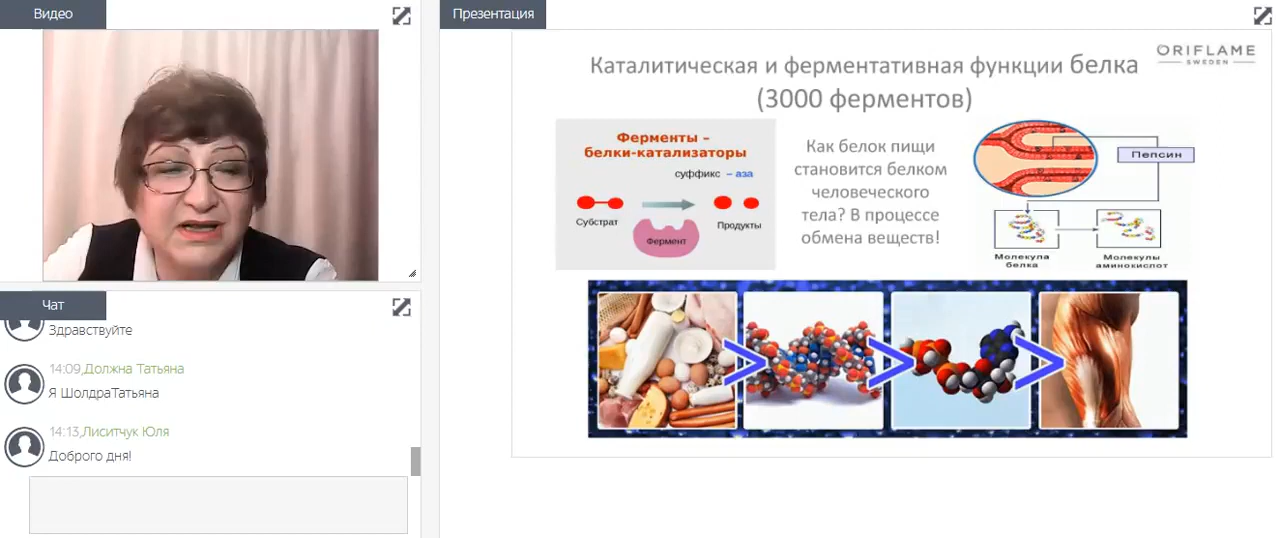 Видео
Чат
Здравствуйте
14:09,Должна Татьяна
Я ШолдраТатьяна
14:13,Лиситчук Юля
Доброго дня!
Презентация
ORIFLAME
SWEDEN
Каталитическая и ферментативная функции белка
(3000 ферментов)
Ферменты –
белки-катализаторы
суффикс – аза
Субстрат
Фермент
Продукты
Как белок пищи
становится белком
человеческого
тела? В процессе
обмена веществ!
Пепсин
Молекула
белка
Молекулы
аминокислот